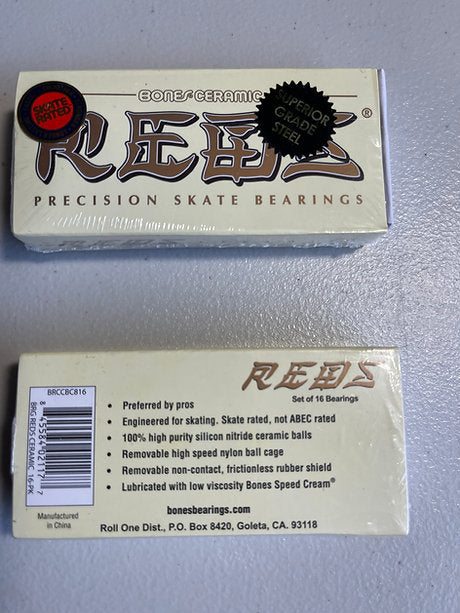 BONES CERAMIC
SKATE
RATED
SUPERIOR
GRADE
STEEL
REDS®
PRECISION SKATE BEARINGS
REDS
Set of 16 Bearings
BRCCBC816
BRG REDS CERAMIC 16-PK
• Preferred by pros
• Engineered for skating. Skate rated, not ABEC rated
• 100% high purity silicon nitride ceramic balls
• Removable high speed nylon ball cage
• Removable non-contact, frictionless rubber shield
• Lubricated with low viscosity Bones Speed Cream®
Manufactured
in China
bonesbearings.com
Roll One Dist., P.O. Box 8420, Goleta, CA. 93118